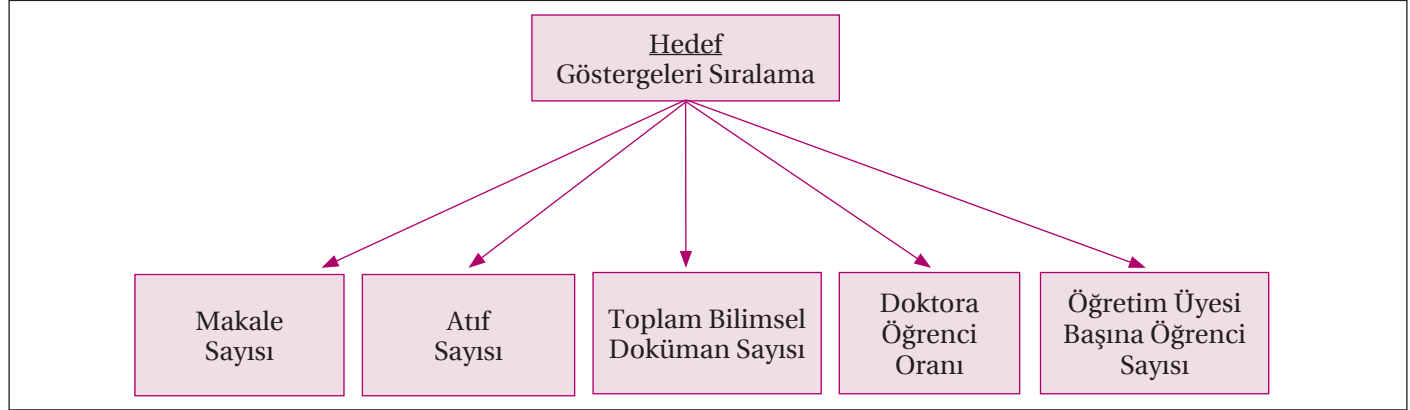 Hedef
Göstergeleri Sıralama
Makale
Sayısı
Atıf
Sayısı
Toplam Bilimsel
Doküman Sayısı
Doktora
Öğrenci
Oranı
Öğretim Üyesi
Başına Öğrenci
Sayısı